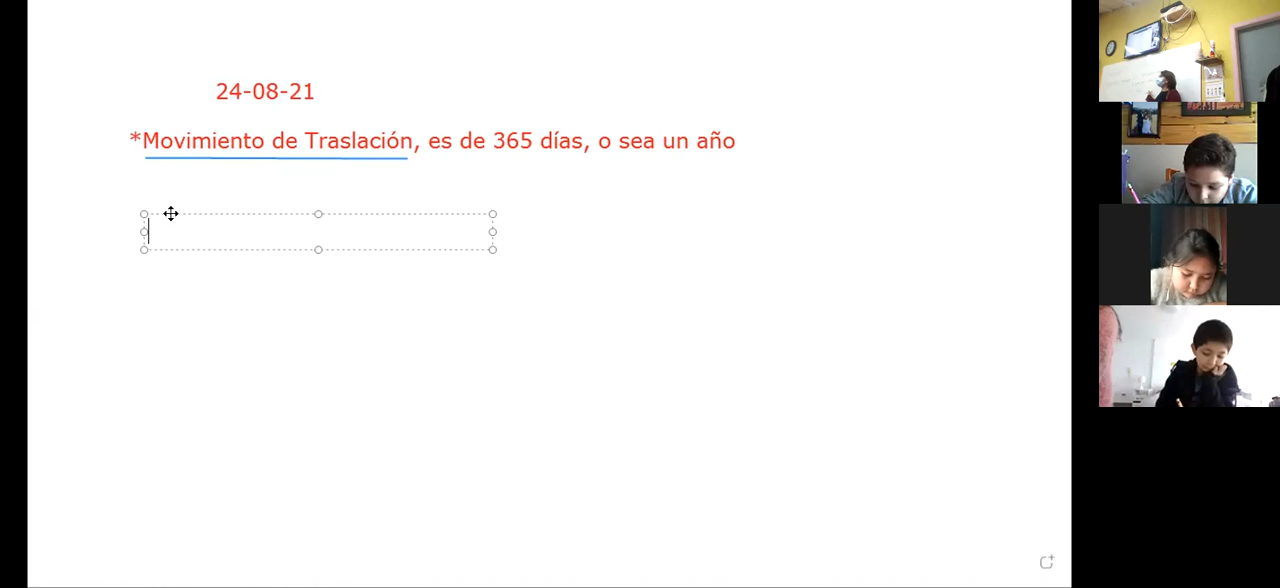 24-08-21
*Movimiento de Traslación, es de 365 días, o sea un año